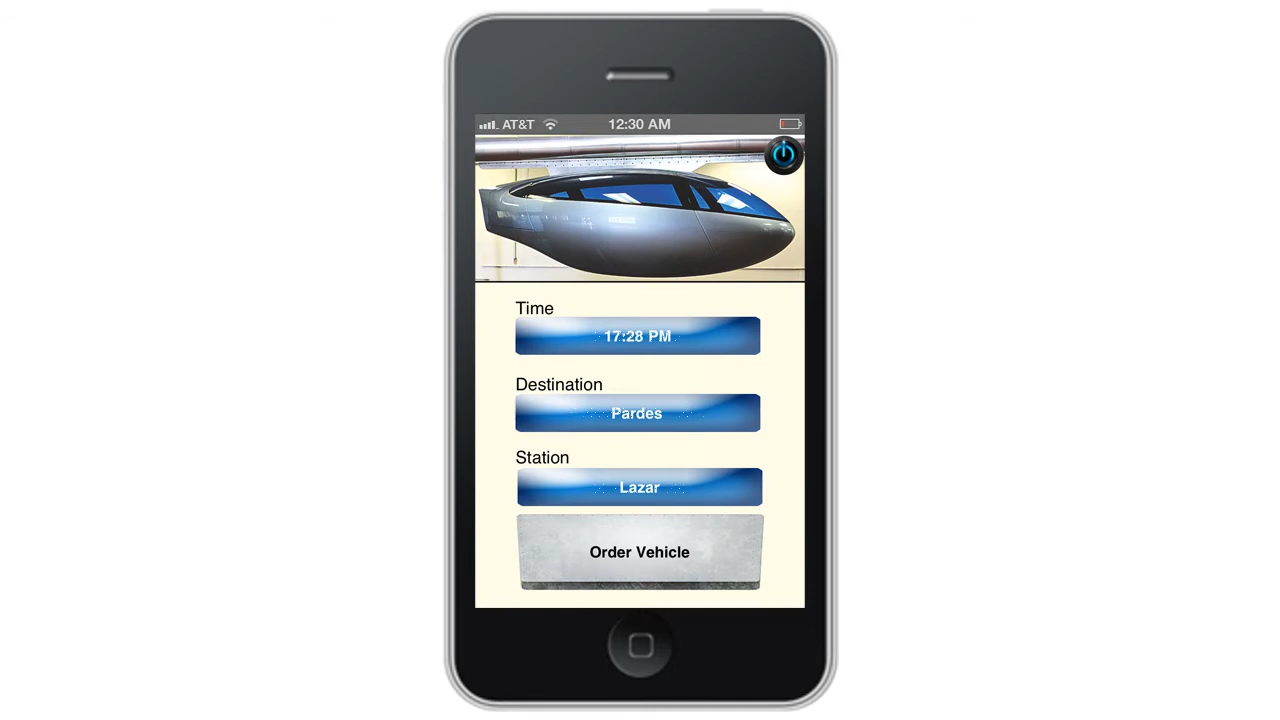 AT&T 12:30 AM
Time
17:28 PM
Destination
Pardes
Station
Lazar
Order Vehicle